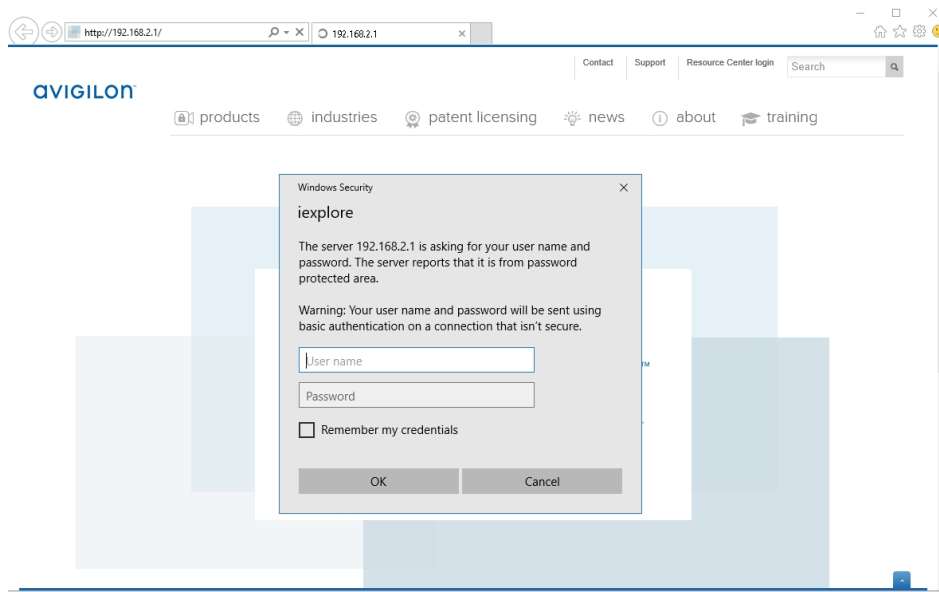 http://192.168.2.1/
192.168.2.1
Contact
Support
Resource Center login
Search
avigilon™
products
industries
patent licensing
news
about
training
Windows Security
iexplore
The server 192.168.2.1 is asking for your user name and
password. The server reports that it is from password
protected area.
Warning: Your user name and password will be sent using
basic authentication on a connection that isn't secure.
User name
Password
Remember my credentials
OK
Cancel
TM